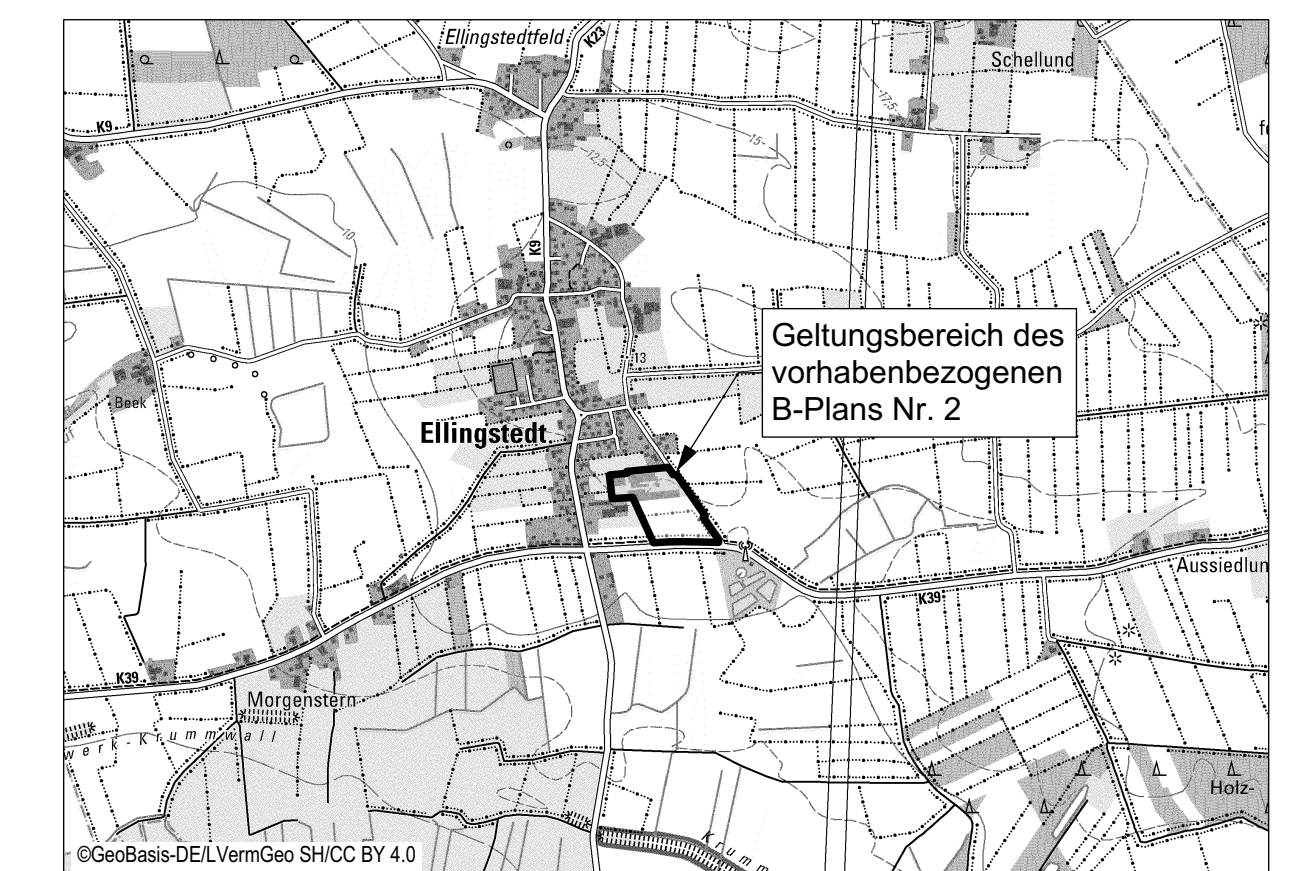 Ellingstedtfeld
K23
Schellund
17,5
K9
15
12,5
10
K9
Geltungsbereich des
vorhabenbezogenen
B-Plans Nr. 2
13
Beek
Ellingstedt
Aussiedlun
K39
K39
Morgenstern
werk-Krummwall
Holz-
Krumm
©GeoBasis-DE/LVermGeo SH/CC BY 4.0